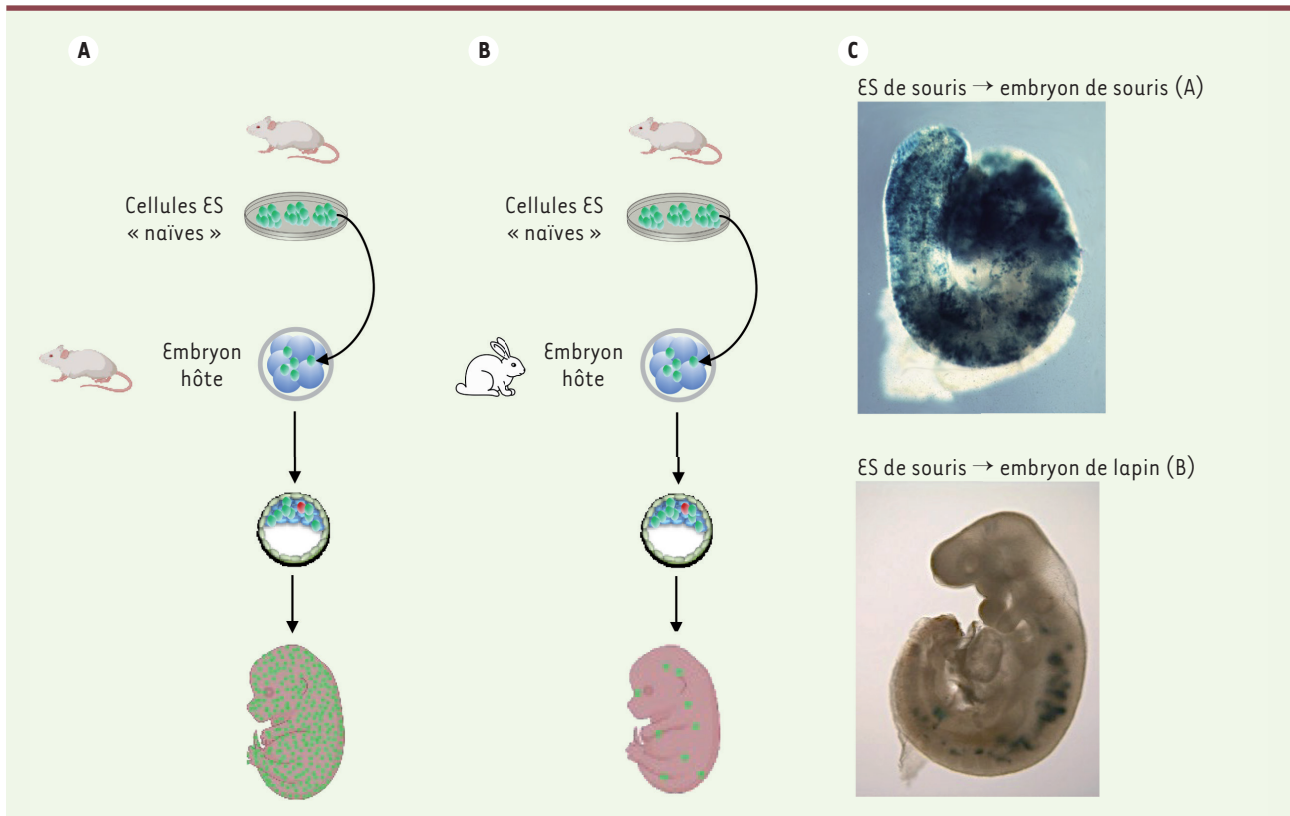 A
Cellules ES
« naïves »
Embryon
hôte
B
Cellules ES
« naïves »
Embryon
hôte
C
ES de souris → embryon de souris (A)
ES de souris → embryon de lapin (B)